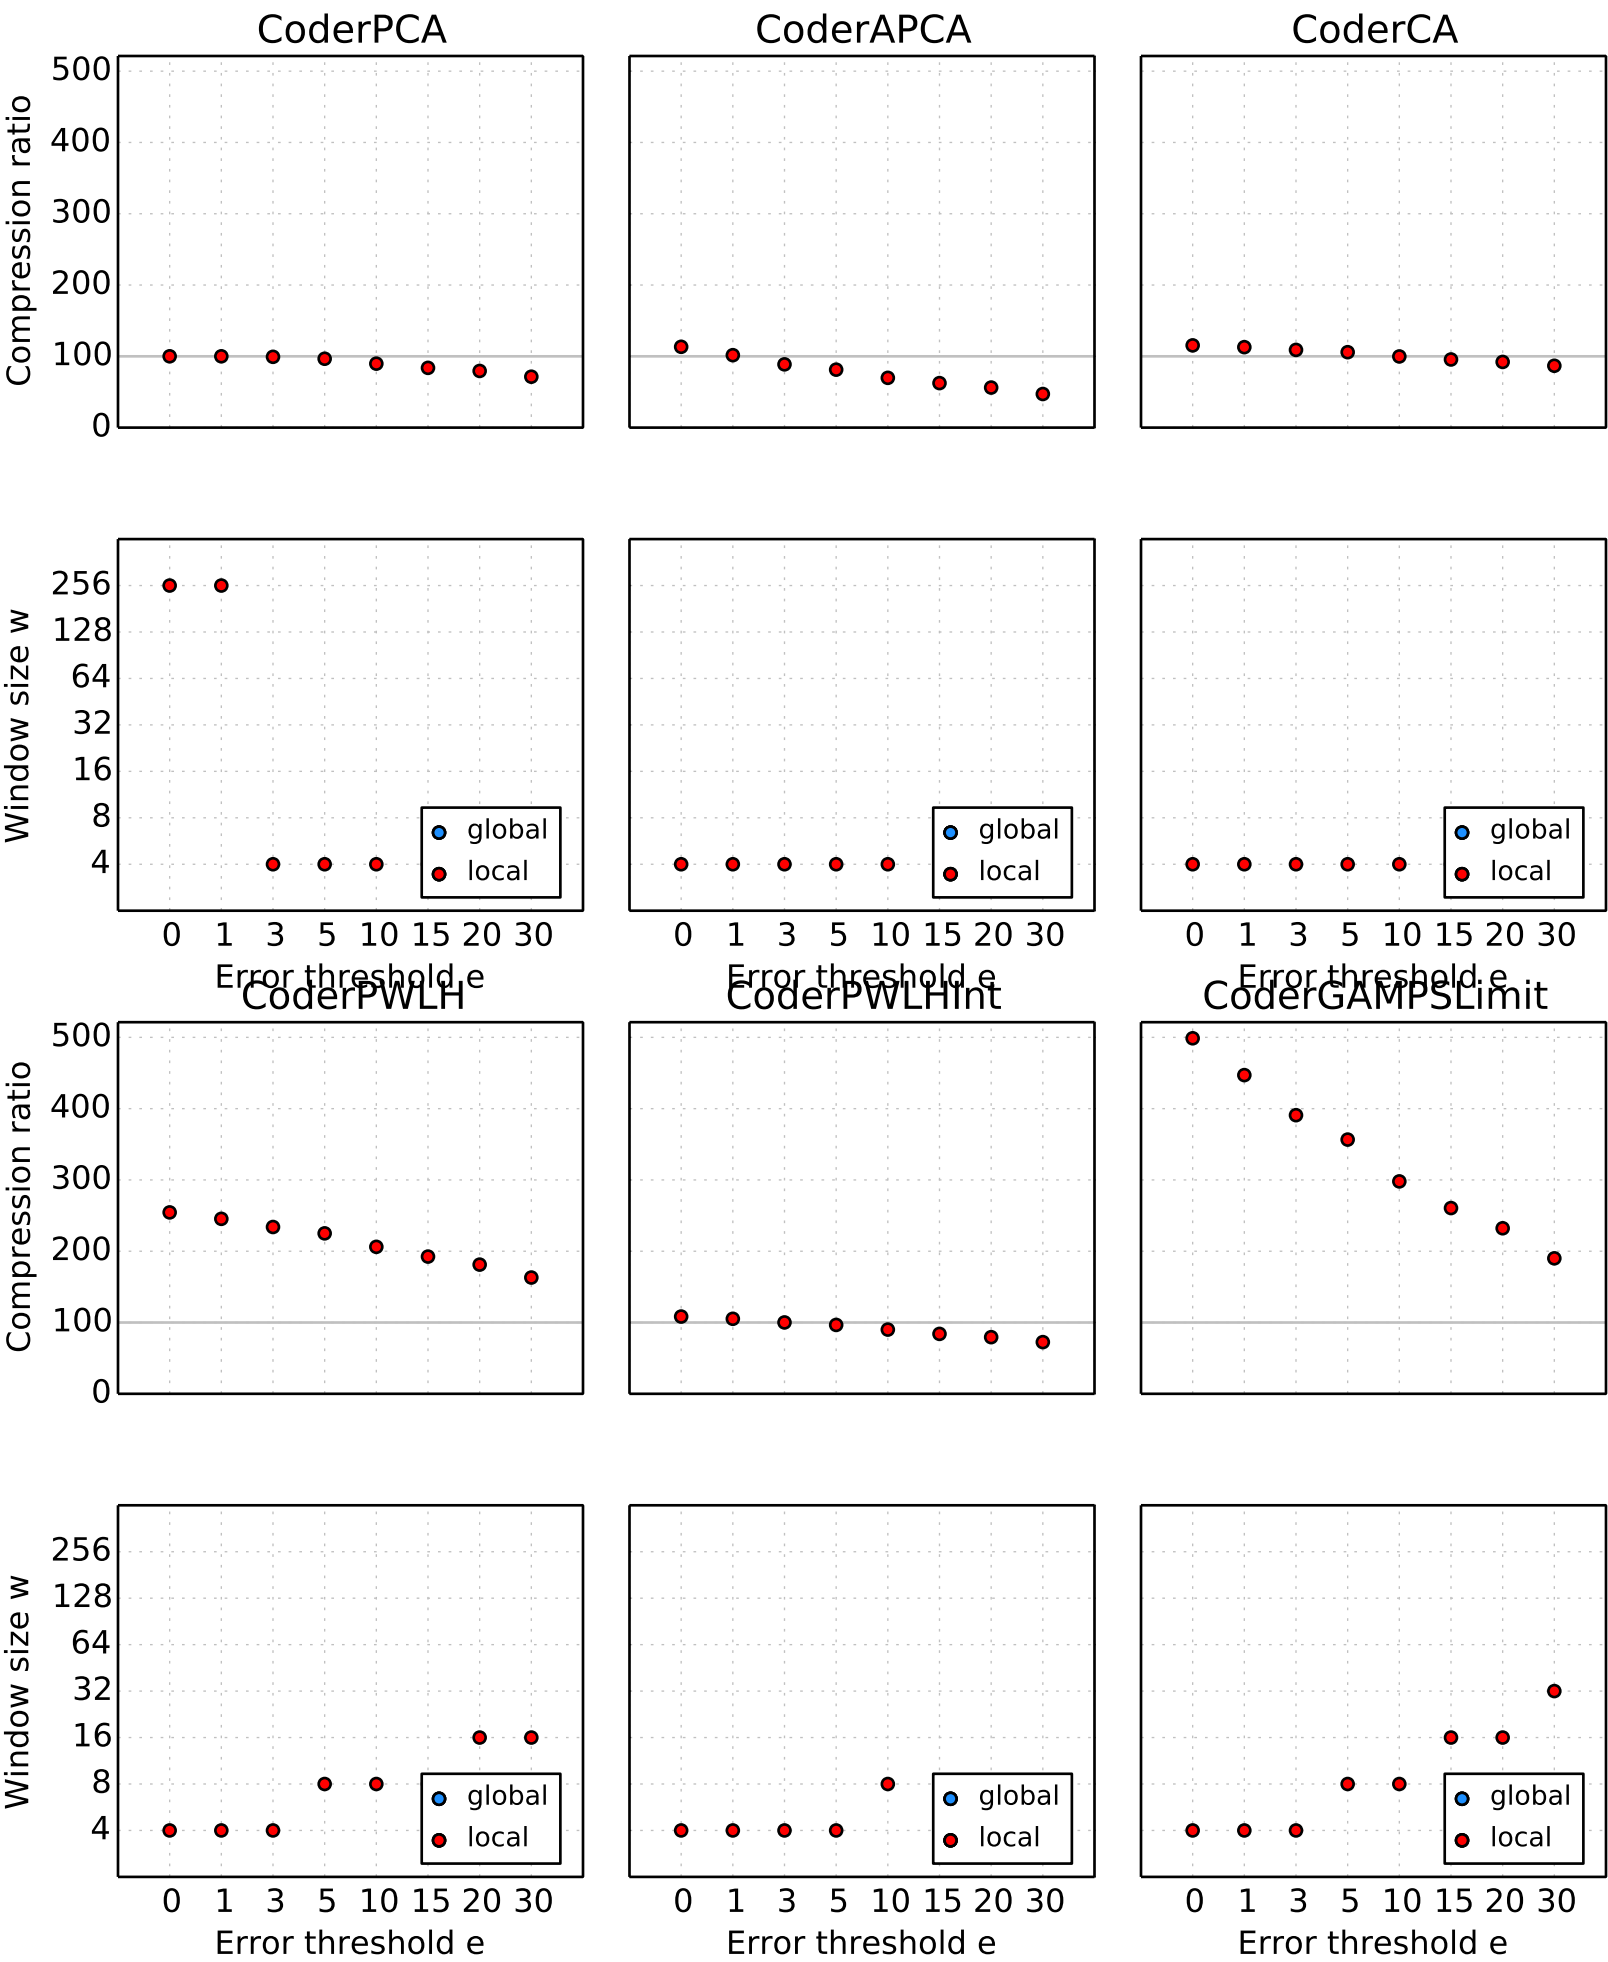 CoderPCA CoderAPCA CoderCA
Compression ratio
500
400
300
200
100
0
Window size w
256
128
64
32
16
8
4
global
local
global
local
global
local
0 1 3 5 10 15 20 30
0 1 3 5 10 15 20 30
0 1 3 5 10 15 20 30
Error threshold e
Error threshold e
Error threshold e
CoderPWLH CoderPWLHInt CoderGAMPSLimit
Compression ratio
500
400
300
200
100
0
Window size w
256
128
64
32
16
8
4
global
local
global
local
global
local
0 1 3 5 10 15 20 30
0 1 3 5 10 15 20 30
0 1 3 5 10 15 20 30
Error threshold e
Error threshold e
Error threshold e